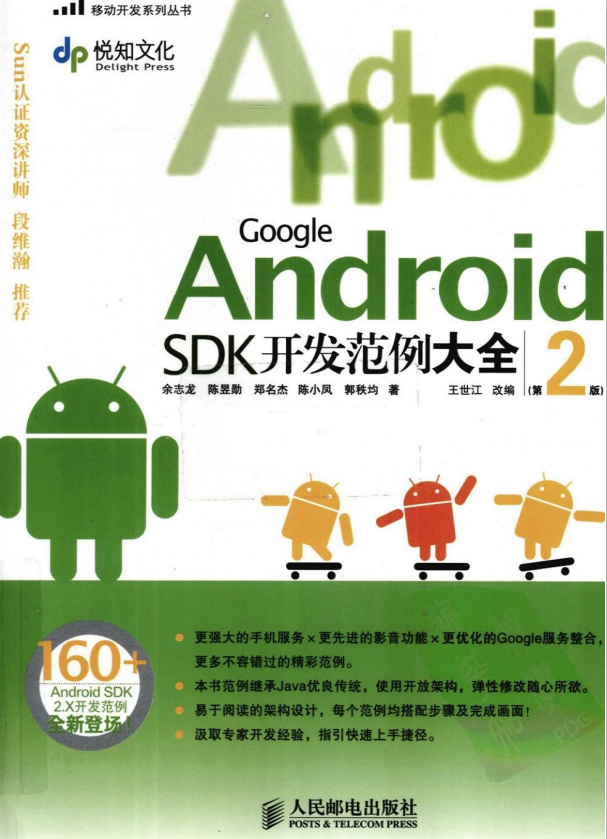 移动开发系列丛书
悦知文化
Delight Press
Sun认证资深讲师 段维瀚 推荐
Android
Google
Android
SDK开发范例大全
余志龙 陈昱勋 郑名杰 陈小凤 郭秩均 著 王世江 改编 (第2版)
160+
Android SDK
2.X开发范例
全新登场!
更强大的手机服务×更先进的影音功能×更优化的Google服务整合,
更多不容错过的精彩范例。
本书范例继承Java优良传统,使用开放架构,弹性修改随心所欲。
易于阅读的架构设计,每个范例均搭配步骤及完成画面!
汲取专家开发经验,指引快速上手捷径。
人民邮电出版社
POSTS & TELECOM PRESS